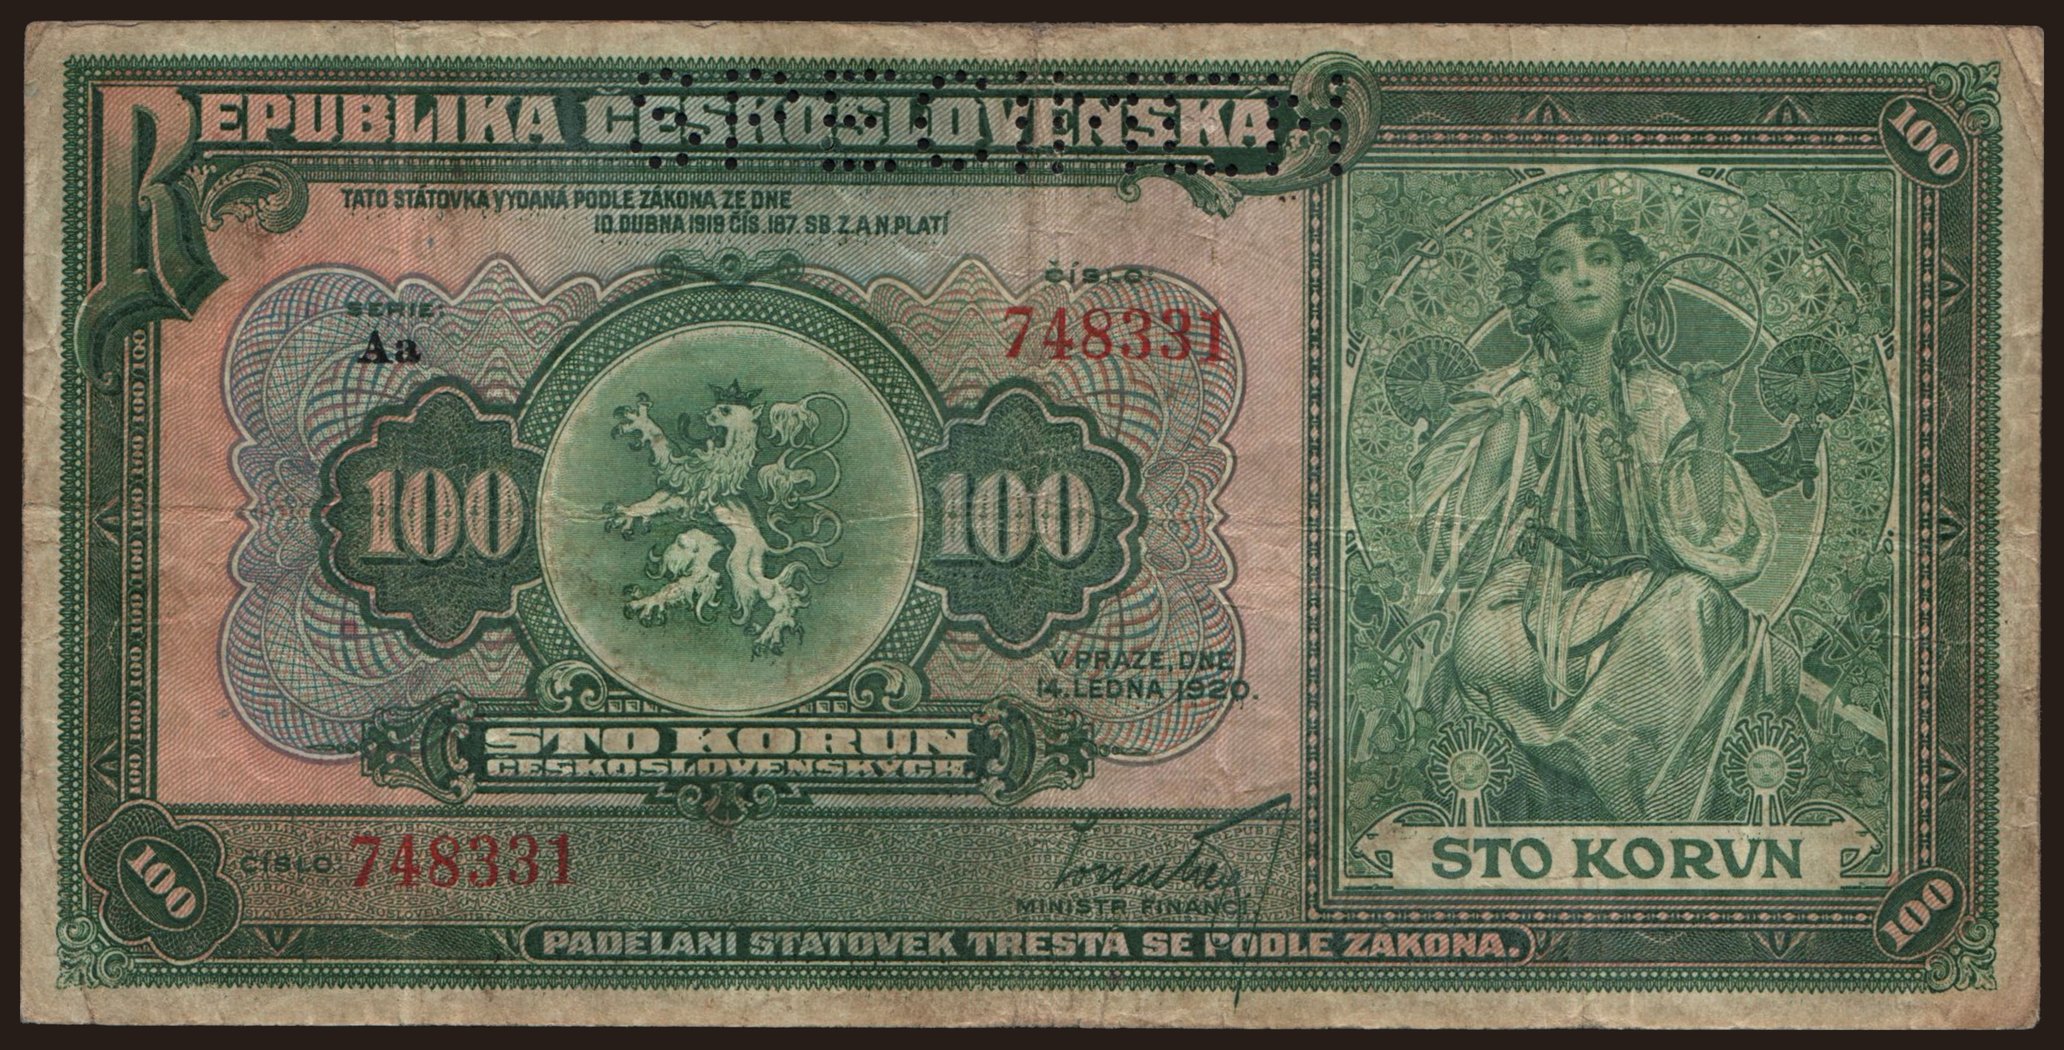 REPUBLIKA ČESKOSLOVENSKÁ
TATO STÁTOVKA VYDANÁ PODLE ZÁKONA ZE DNE
10. DUBNA 1919 ČÍS. 187. SB. Z. A N. PLATÍ
SERIE:
Aa
ČÍSLO:
748331
100
100
V PRAZE, DNE
14. LEDNA 1920.
STO KORUN
ČESKOSLOVENSKÝCH.
ČÍSLO
748331
MINISTR FINANCÍ
PADĚLÁNÍ STÁTOVEK TRESTÁ SE PODLE ZÁKONA.
100
STO KORVN
100
100